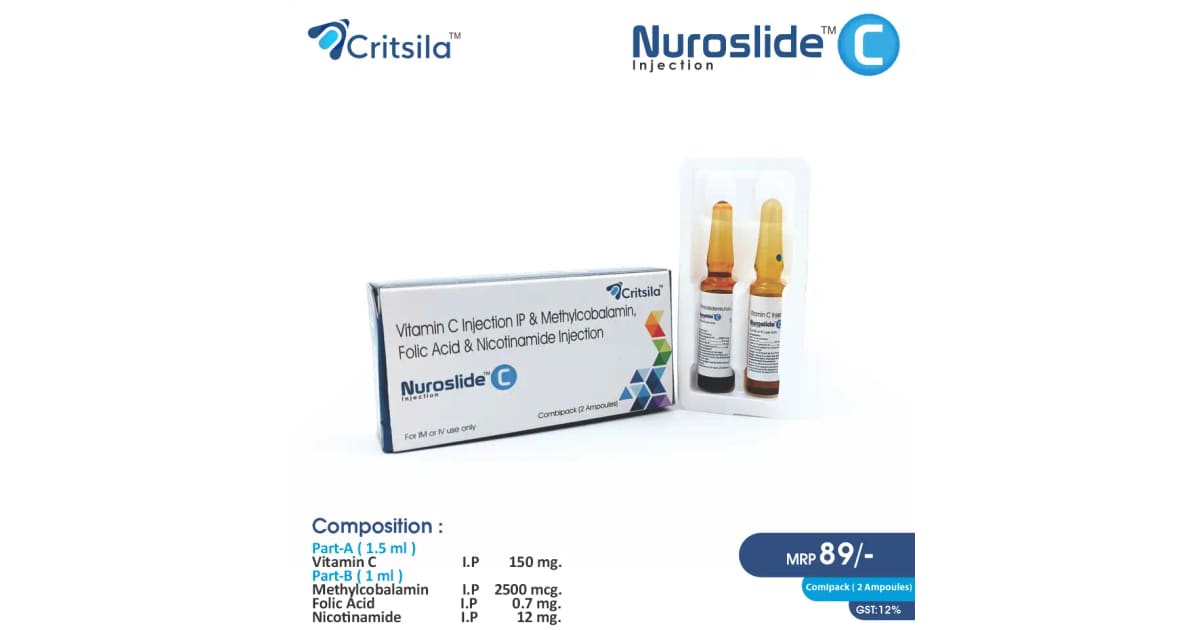 Critsila™
Nuroslide™ C
Injection
Critsila™
Vitamin C Injection IP & Methylcobalamin,
Folic Acid & Nicotinamide Injection
Nuroslide™ C
Injection
Combipack (2 Ampoules)
For IM or IV use only
Vitamin C
Nuroslide C
Composition :
Part-A ( 1.5 ml )
Vitamin C I.P 150 mg.
Part-B ( 1 ml )
Methylcobalamin I.P 2500 mcg.
Folic Acid I.P 0.7 mg.
Nicotinamide I.P 12 mg.
MRP 89/-
Comipack ( 2 Ampoules)
GST:12%